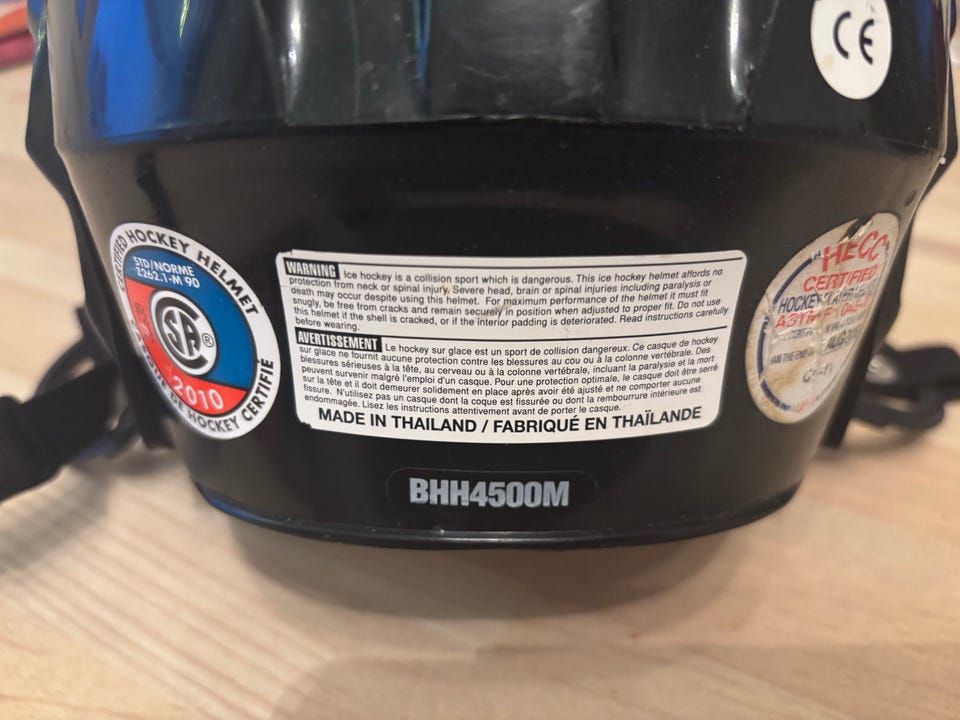 CE
CERTIFIED HOCKEY HELMET
STD/NORME
Z262.1-M 90
CSA®
2010
CASQUE DE HOCKEY CERTIFIÉ
WARNING Ice hockey is a collision sport which is dangerous. This ice hockey helmet affords no
protection from neck or spinal injury. Severe head, brain or spinal injuries including paralysis or
death may occur despite using this helmet. For maximum performance of the helmet it must fit
snugly, be free from cracks and remain securely in position when adjusted to proper fit. Do not use
this helmet if the shell is cracked, or if the interior padding is deteriorated. Read instructions carefully
before wearing.
AVERTISSEMENT Le hockey sur glace est un sport de collision dangereux. Ce casque de hockey
sur glace ne fournit aucune protection contre les blessures au cou ou à la colonne vertébrale. Des
blessures sérieuses à la tête, au cerveau ou à la colonne vertébrale, incluant la paralysie et la mort
peuvent survenir malgré l'emploi d'un casque. Pour une protection optimale, le casque doit être serré
sur la tête et il doit demeurer solidement en place après avoir été ajusté et ne comporter aucune
fissure. N'utilisez pas un casque dont la coque est fissurée ou dont la rembourrure intérieure est
endommagée. Lisez les instructions attentivement avant de porter le casque.
MADE IN THAILAND / FABRIQUÉ EN THAÏLANDE
HECC
CERTIFIED
HOCKEY
ASTM
AUG
BHH4500M